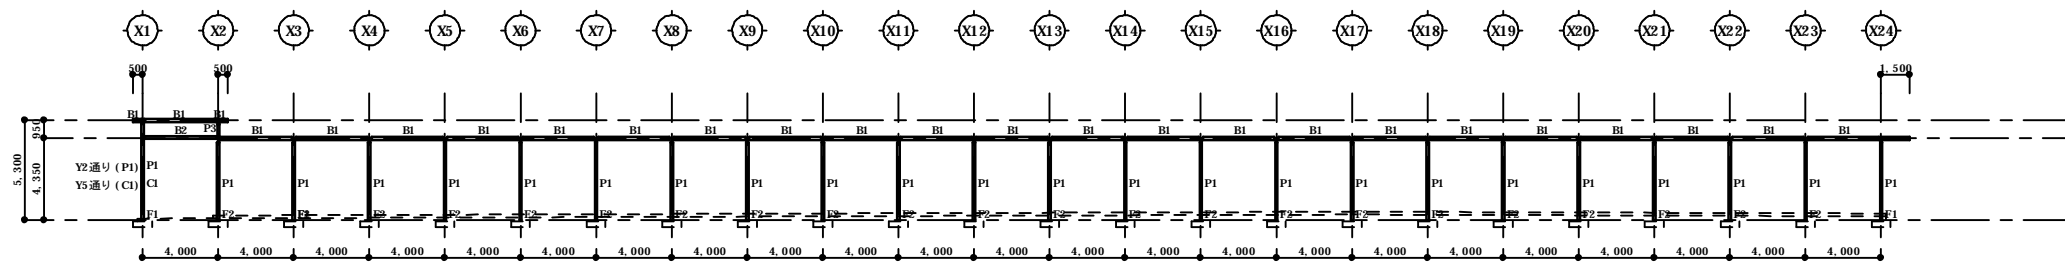 X1 X2 X3 X4 X5 X6 X7 X8 X9 X10 X11 X12 X13 X14 X15 X16 X17 X18 X19 X20 X21 X22 X23 X24
500 500 1,500
B1 B1 B1
B2 P3 B1 B1 B1 B1 B1 B1 B1 B1 B1 B1 B1 B1 B1 B1 B1 B1 B1 B1 B1 B1 B1 B1
950
5,300
4,350
Y2通り (P1) P1
Y5通り (C1) C1 P1 P1 P1 P1 P1 P1 P1 P1 P1 P1 P1 P1 P1 P1 P1 P1 P1 P1 P1 P1 P1 P1 P1
F1 F2 F2 F2 F2 F2 F2 F2 F2 F2 F2 F2 F2 F2 F2 F2 F2 F2 F2 F2 F2 F2 F2 F1
4,000 4,000 4,000 4,000 4,000 4,000 4,000 4,000 4,000 4,000 4,000 4,000 4,000 4,000 4,000 4,000 4,000 4,000 4,000 4,000 4,000 4,000 4,000